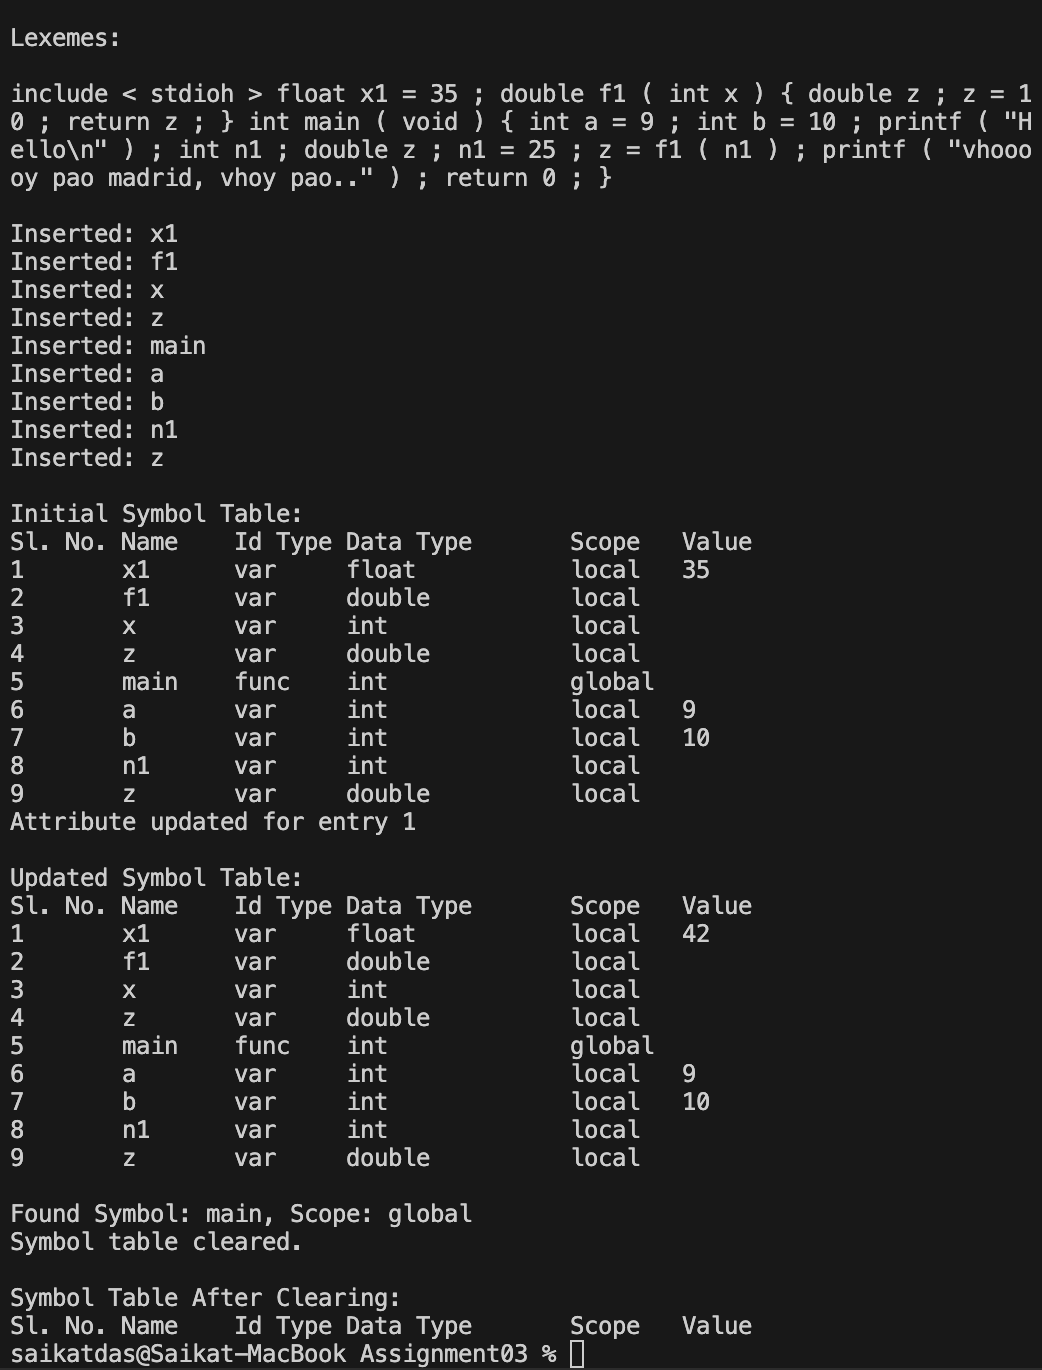 Lexemes:
include < stdioh > float x1 = 35 ; double f1 ( int x ) { double z ; z = 1
0 ; return z ; } int main ( void ) { int a = 9 ; int b = 10 ; printf ( "H
ello\n" ) ; int n1 ; double z ; n1 = 25 ; z = f1 ( n1 ) ; printf ( "vhooo
oy pao madrid, vhoy pao.." ) ; return 0 ; }
Inserted: x1
Inserted: f1
Inserted: x
Inserted: z
Inserted: main
Inserted: a
Inserted: b
Inserted: n1
Inserted: z
Initial Symbol Table:
Sl. No. Name    Id Type Data Type       Scope   Value
1       x1      var     float           local   35
2       f1      var     double          local
3       x       var     int             local
4       z       var     double          local
5       main    func    int             global
6       a       var     int             local   9
7       b       var     int             local   10
8       n1      var     int             local
9       z       var     double          local
Attribute updated for entry 1
Updated Symbol Table:
Sl. No. Name    Id Type Data Type       Scope   Value
1       x1      var     float           local   42
2       f1      var     double          local
3       x       var     int             local
4       z       var     double          local
5       main    func    int             global
6       a       var     int             local   9
7       b       var     int             local   10
8       n1      var     int             local
9       z       var     double          local
Found Symbol: main, Scope: global
Symbol table cleared.
Symbol Table After Clearing:
Sl. No. Name    Id Type Data Type       Scope   Value
saikatdas@Saikat-MacBook Assignment03 %